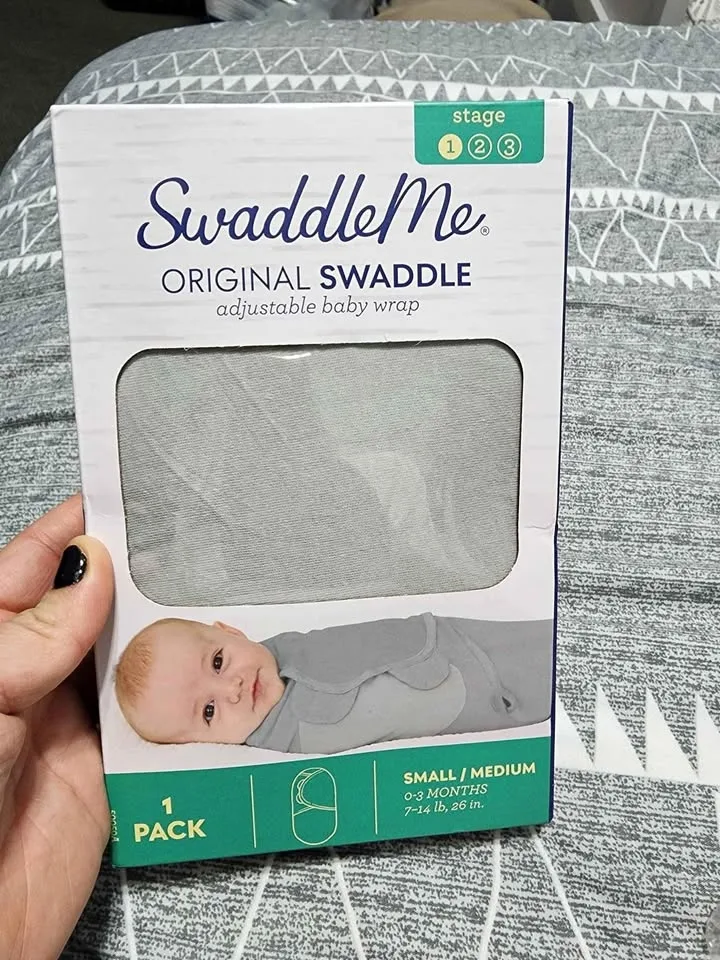 stage
1 2 3
SwaddleMe®
ORIGINAL SWADDLE
adjustable baby wrap
1
PACK
SMALL / MEDIUM
0-3 MONTHS
7-14 lb, 26 in.